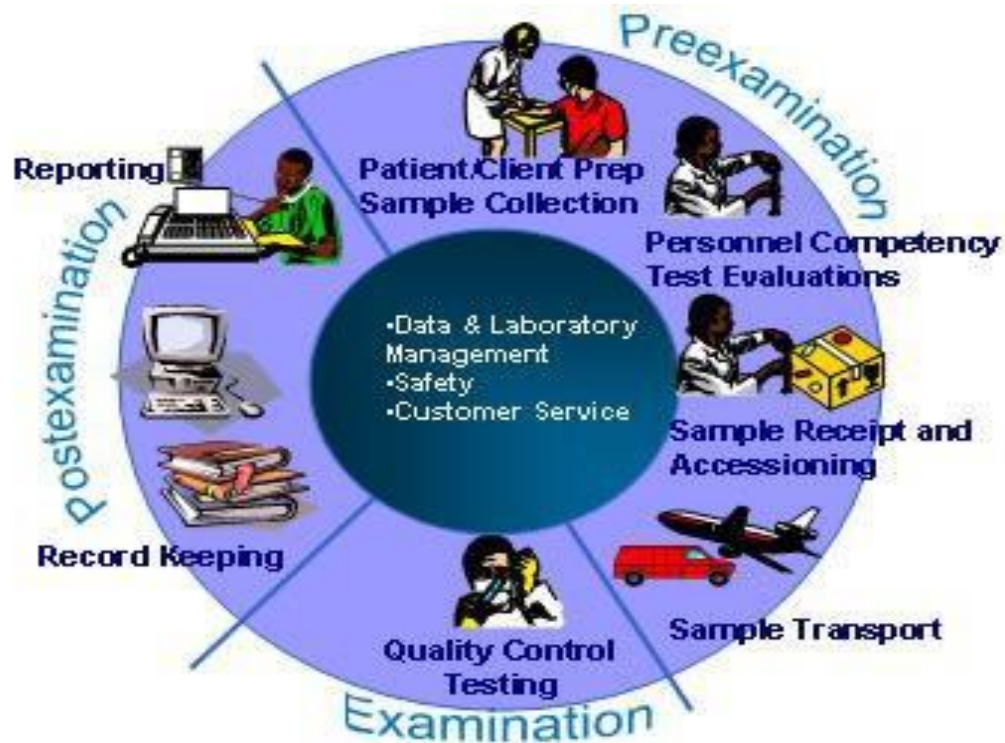 Preexamination
Patient/Client Prep
Sample Collection
Personnel Competency
Test Evaluations
Sample Receipt and
Accessioning
Sample Transport
Examination
Quality Control
Testing
Postexamination
Record Keeping
Reporting
•Data & Laboratory
Management
•Safety
•Customer Service